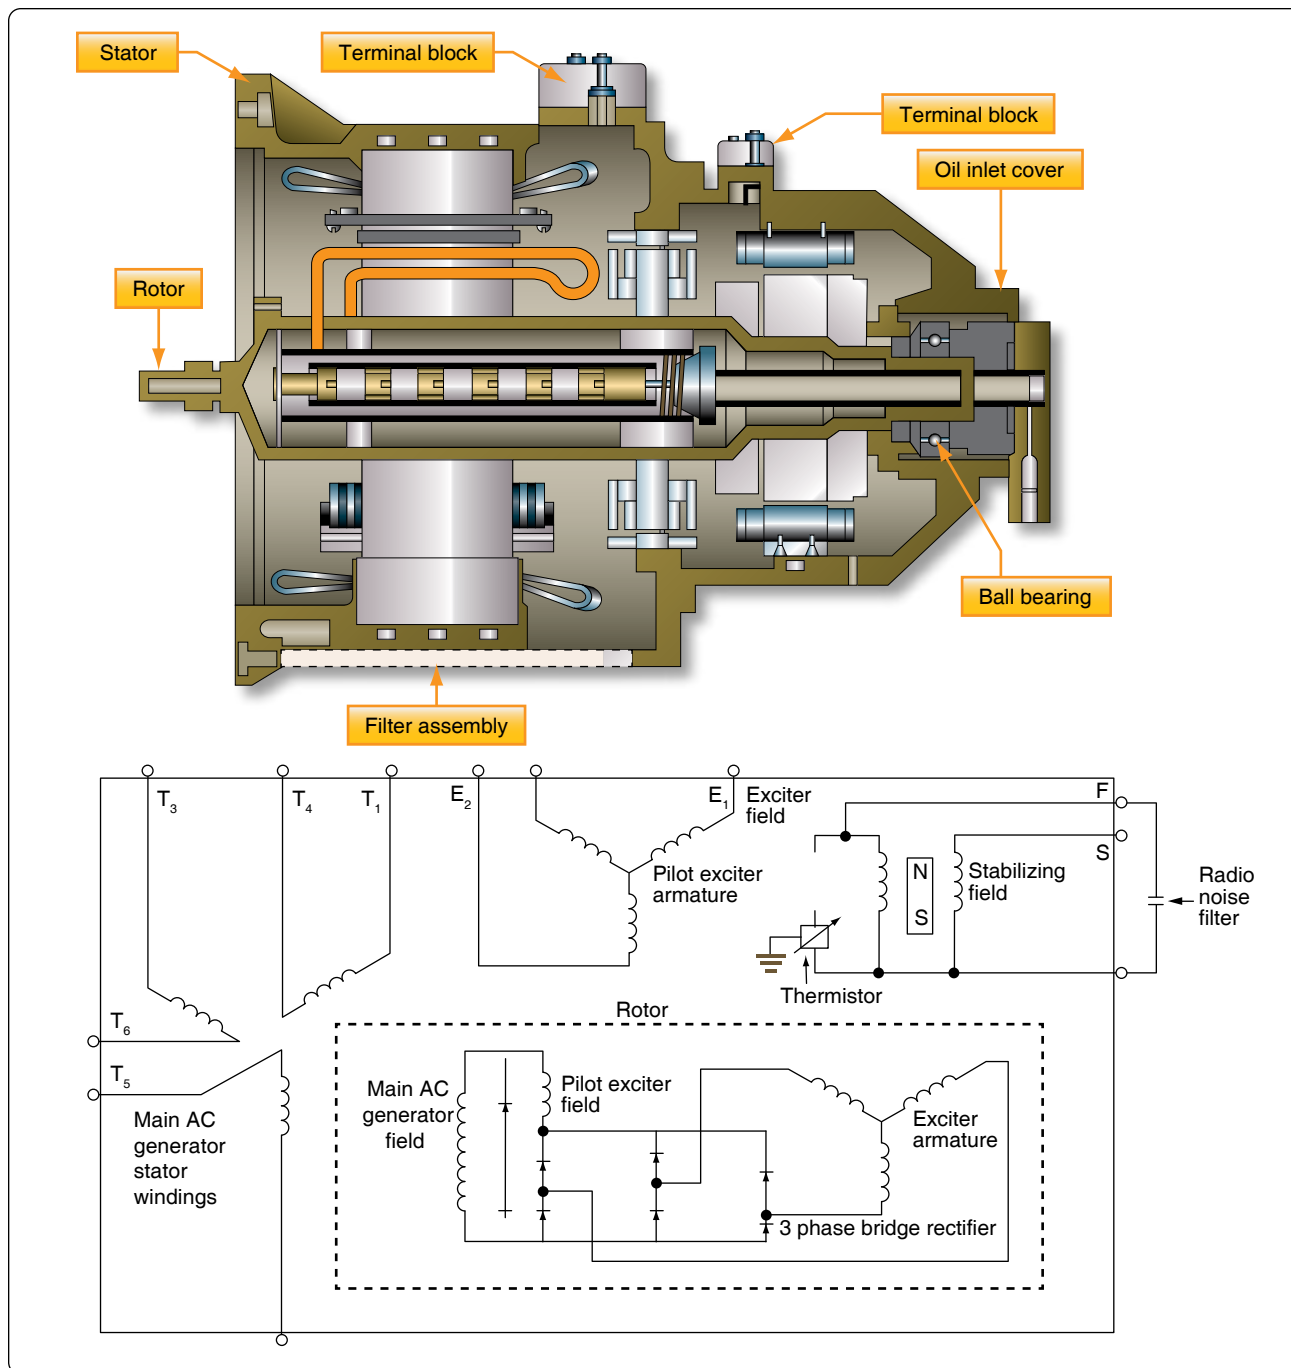 Stator
Terminal block
Terminal block
Oil inlet cover
Rotor
Ball bearing
Filter assembly
T3
T4
T1
E2
E1
Exciter
field
F
S
Pilot exciter
armature
N
S
Stabilizing
field
Radio
noise
filter
Thermistor
T6
T5
Main AC
generator
stator
windings
Rotor
Main AC
generator
field
Pilot exciter
field
Exciter
armature
3 phase bridge rectifier